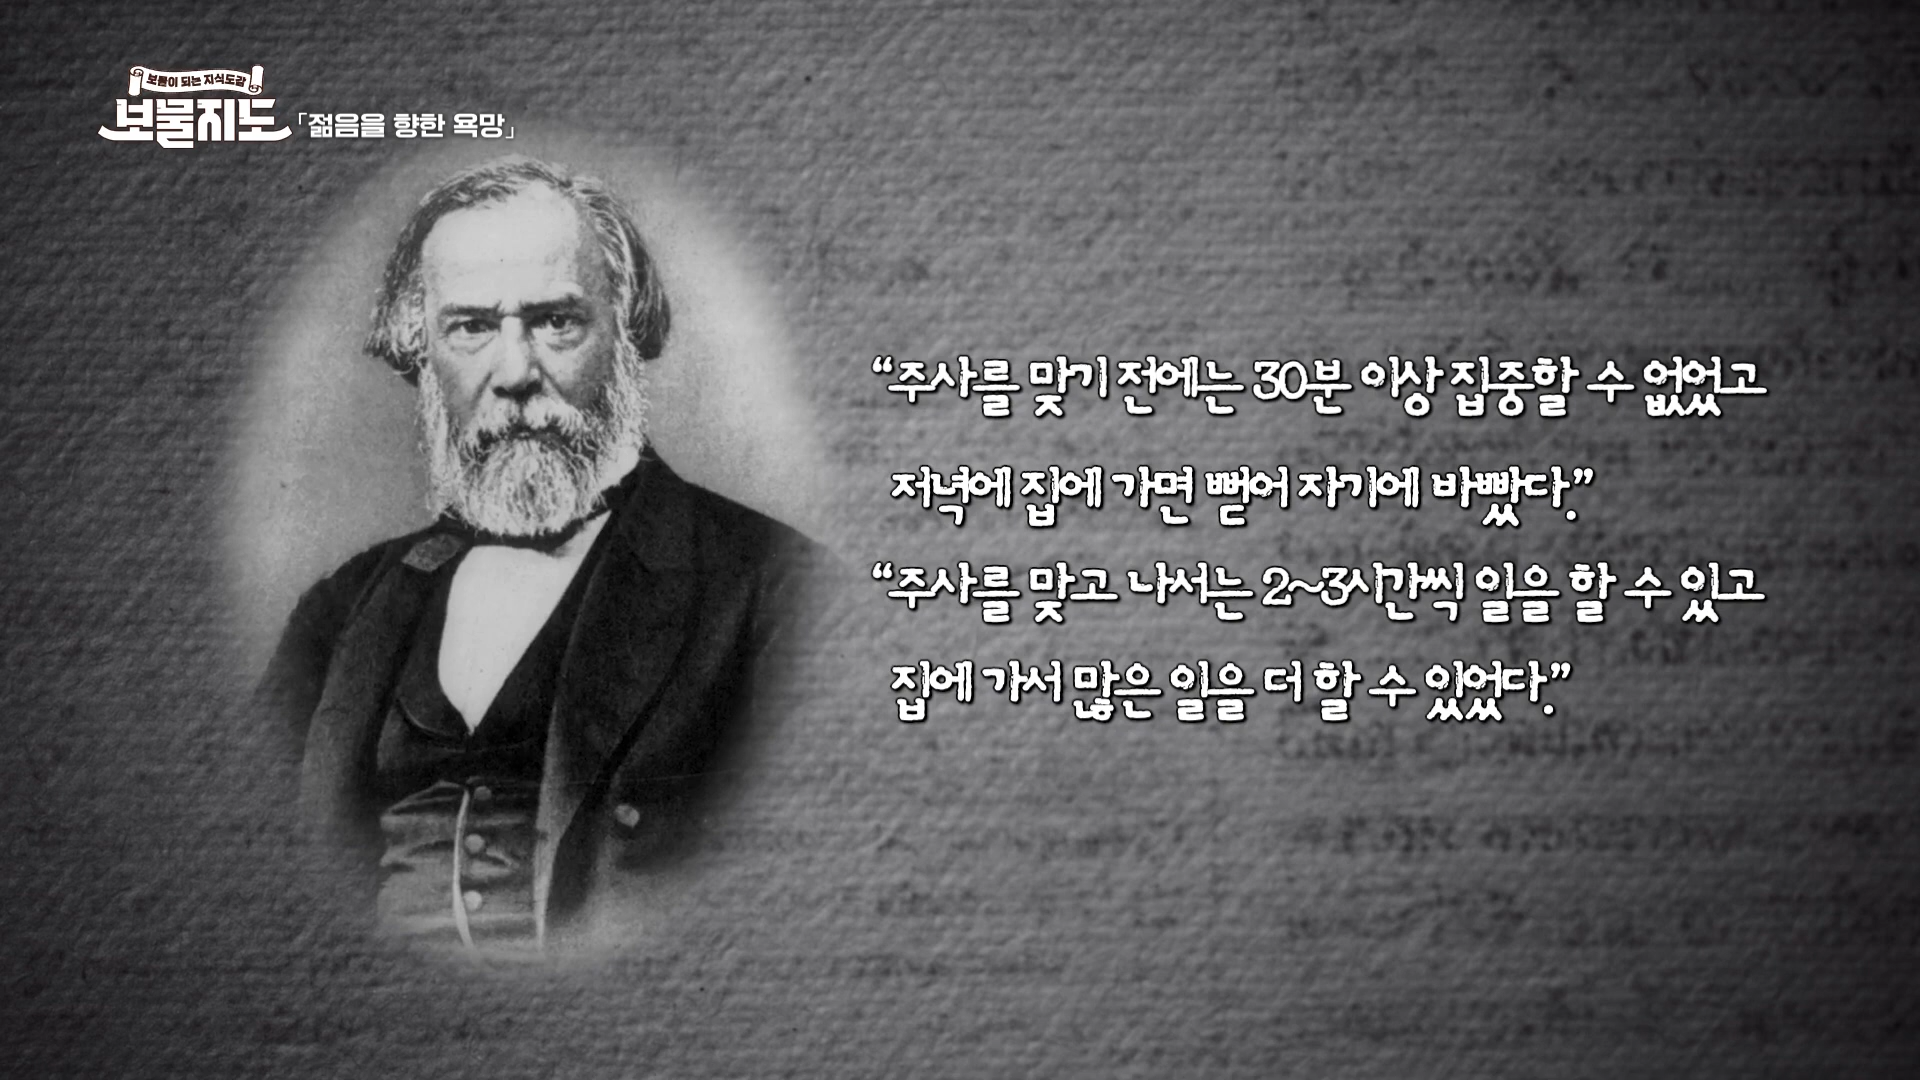 보물이 되는 지식도감
보물지도
「젊음을 향한 욕망」
“주사를 맞기 전에는 30분 이상 집중할 수 없었고
저녁에 집에 가면 뻗어 자기에 바빴다.”
“주사를 맞고 나서는 2~3시간씩 일을 할 수 있고
집에 가서 많은 일을 더 할 수 있었다.”